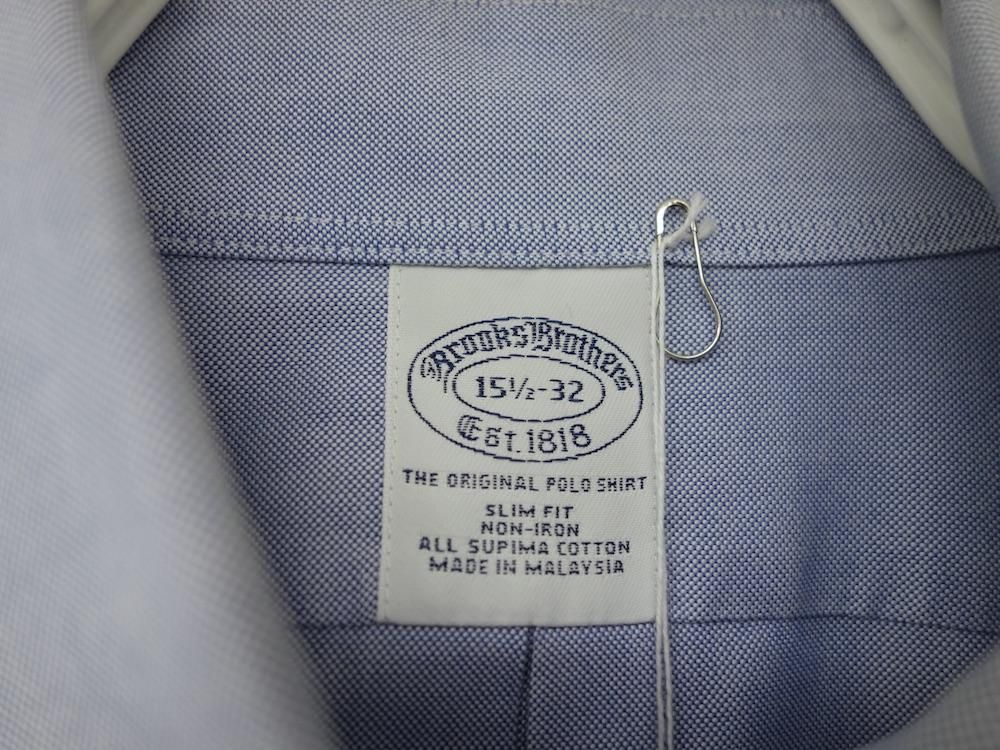 Brooks Brothers
15½-32
Est. 1818
THE ORIGINAL POLO SHIRT
SLIM FIT
NON-IRON
ALL SUPIMA COTTON
MADE IN MALAYSIA